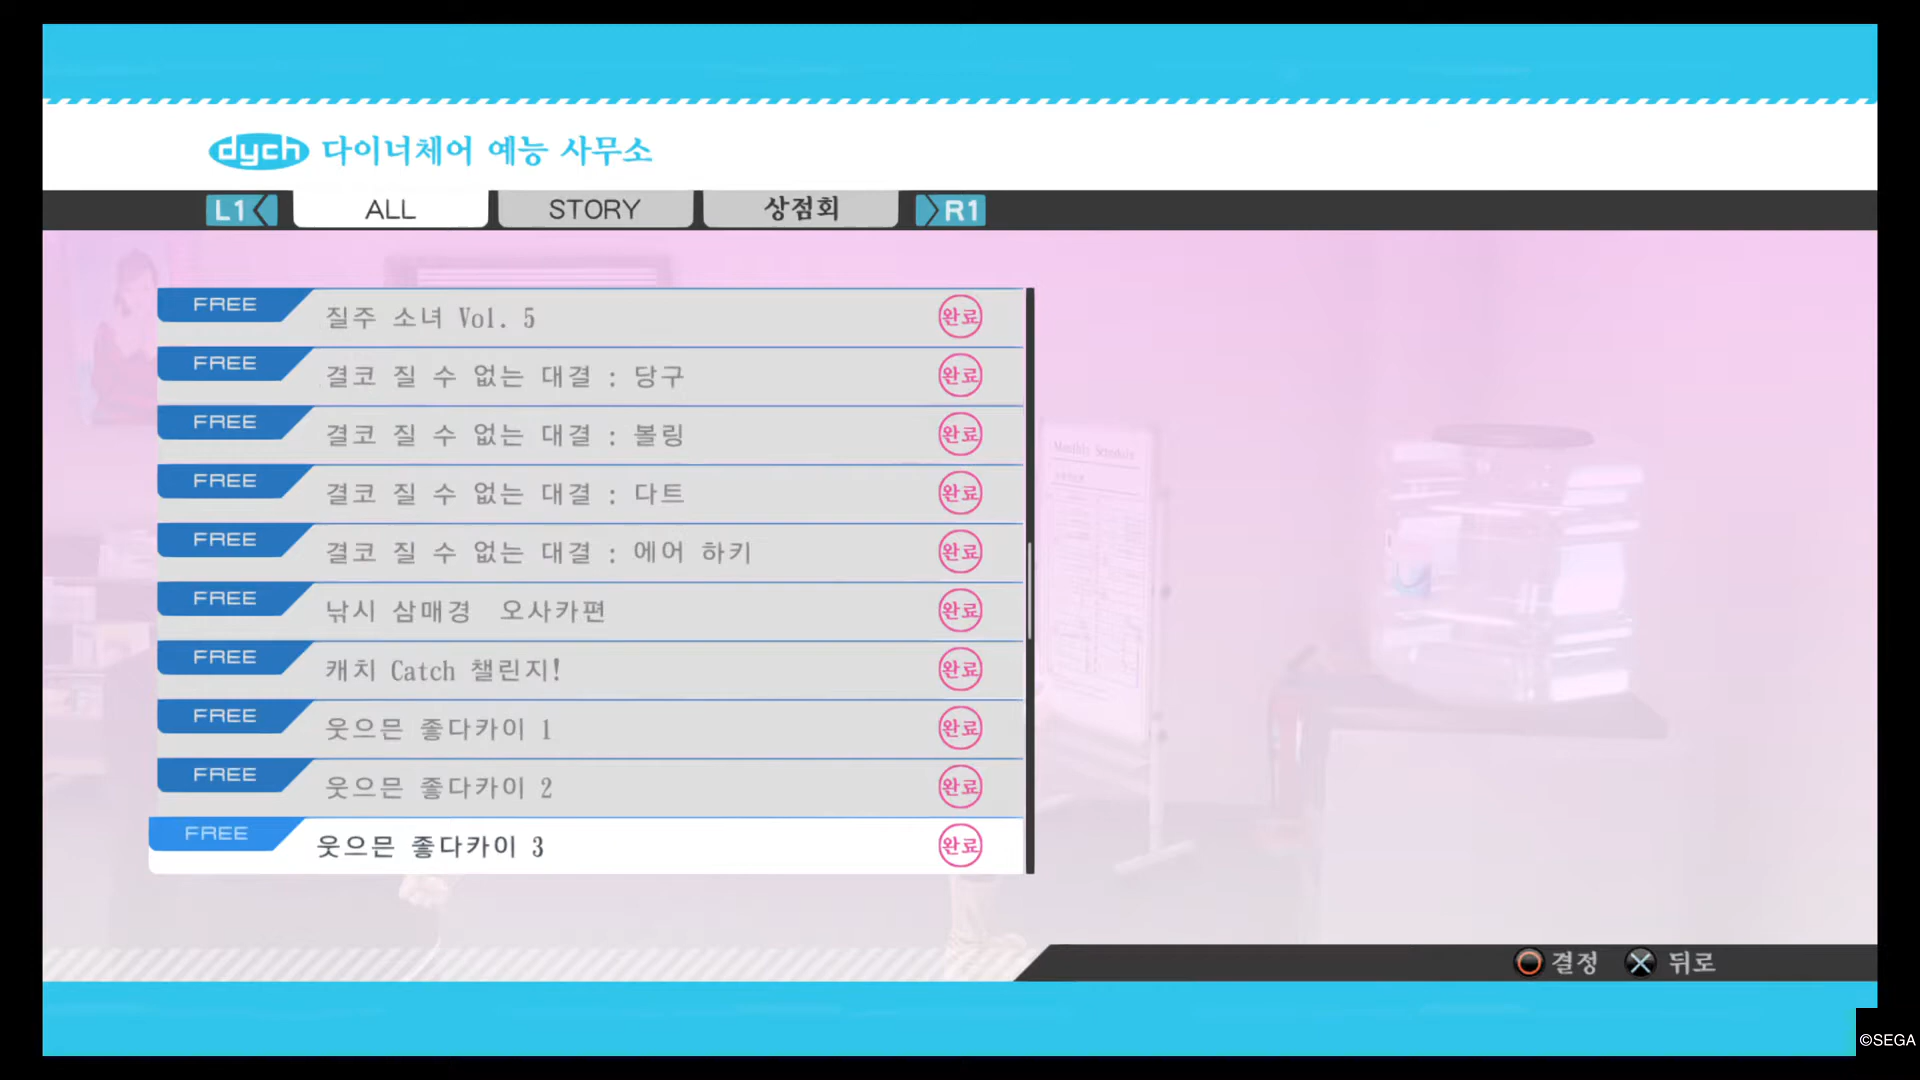 dych 다이너체어 예능 사무소
L1 ALL STORY 상점회 R1
FREE 질주 소녀 Vol. 5 완료
FREE 결코 질 수 없는 대결 : 당구 완료
FREE 결코 질 수 없는 대결 : 볼링 완료
FREE 결코 질 수 없는 대결 : 다트 완료
FREE 결코 질 수 없는 대결 : 에어 하키 완료
FREE 낚시 삼매경 오사카편 완료
FREE 캐치 Catch 챌린지! 완료
FREE 웃으믄 좋다카이 1 완료
FREE 웃으믄 좋다카이 2 완료
FREE 웃으믄 좋다카이 3 완료
Monthly Schedule
결정 뒤로
©SEGA